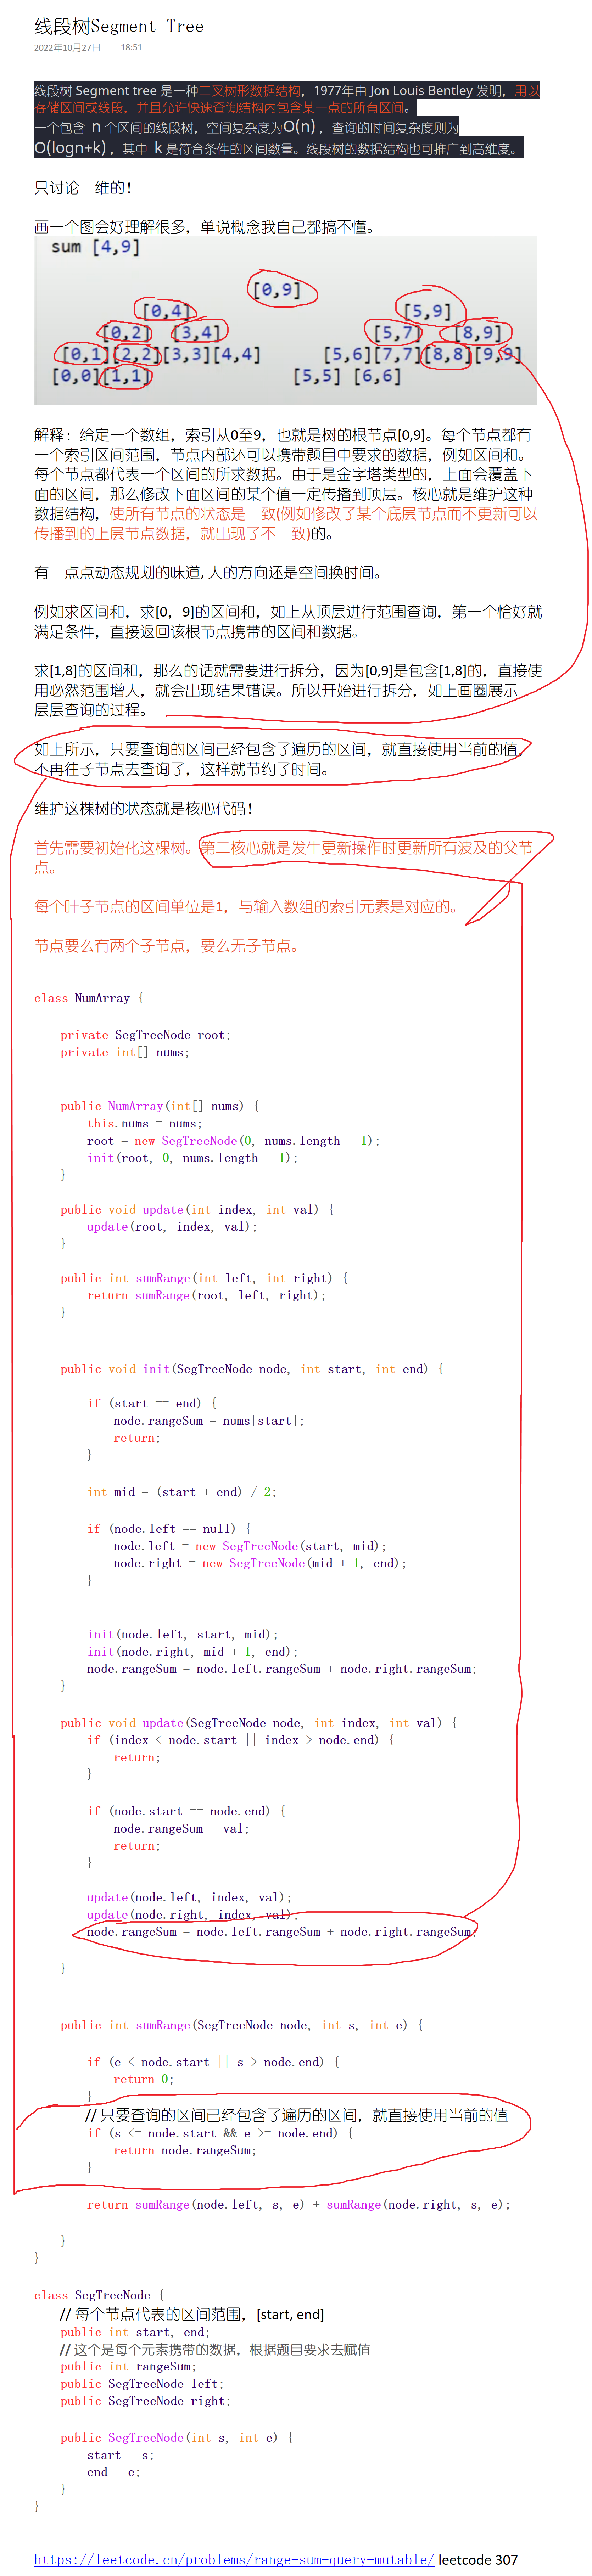 线段树Segment Tree
2022年10月27日 18:51
线段树 Segment tree 是一种二叉树形数据结构，1977年由 Jon Louis Bentley 发明，用以
存储区间或线段，并且允许快速查询结构内包含某一点的所有区间。
一个包含 n 个区间的线段树，空间复杂度为O(n) ，查询的时间复杂度则为
O(logn+k) ，其中 k 是符合条件的区间数量。线段树的数据结构也可推广到高维度。
只讨论一维的！
画一个图会好理解很多，单说概念我自己都搞不懂。
sum [4,9]
[0,9]
[0,4] [5,9]
[0,2] [3,4] [5,7] [8,9]
[0,1][2,2][3,3][4,4] [5,6][7,7][8,8][9,9]
[0,0][1,1] [5,5] [6,6]
解释：给定一个数组，索引从0至9，也就是树的根节点[0,9]。每个节点都有
一个索引区间范围，节点内部还可以携带题目中要求的数据，例如区间和。
每个节点都代表一个区间的所求数据。由于是金字塔类型的，上面会覆盖下
面的区间，那么修改下面区间的某个值一定传播到顶层。核心就是维护这种
数据结构，使所有节点的状态是一致(例如修改了某个底层节点而不更新可以
传播到的上层节点数据，就出现了不一致)的。
有一点点动态规划的味道, 大的方向还是空间换时间。
例如求区间和，求[0，9]的区间和，如上从顶层进行范围查询，第一个恰好就
满足条件，直接返回该根节点携带的区间和数据。
求[1,8]的区间和，那么的话就需要进行拆分，因为[0,9]是包含[1,8]的，直接使
用必然范围增大，就会出现结果错误。所以开始进行拆分，如上画圈展示一
层层查询的过程。
如上所示，只要查询的区间已经包含了遍历的区间，就直接使用当前的值，
不再往子节点去查询了，这样就节约了时间。
维护这棵树的状态就是核心代码！
首先需要初始化这棵树。第二核心就是发生更新操作时更新所有波及的父节
点。
每个叶子节点的区间单位是1，与输入数组的索引元素是对应的。
节点要么有两个子节点，要么无子节点。
class NumArray {
private SegTreeNode root;
private int[] nums;
public NumArray(int[] nums) {
this.nums = nums;
root = new SegTreeNode(0, nums.length - 1);
init(root, 0, nums.length - 1);
}
public void update(int index, int val) {
update(root, index, val);
}
public int sumRange(int left, int right) {
return sumRange(root, left, right);
}
public void init(SegTreeNode node, int start, int end) {
if (start == end) {
node.rangeSum = nums[start];
return;
}
int mid = (start + end) / 2;
if (node.left == null) {
node.left = new SegTreeNode(start, mid);
node.right = new SegTreeNode(mid + 1, end);
}
init(node.left, start, mid);
init(node.right, mid + 1, end);
node.rangeSum = node.left.rangeSum + node.right.rangeSum;
}
public void update(SegTreeNode node, int index, int val) {
if (index < node.start || index > node.end) {
return;
}
if (node.start == node.end) {
node.rangeSum = val;
return;
}
update(node.left, index, val);
update(node.right, index, val);
node.rangeSum = node.left.rangeSum + node.right.rangeSum;
}
public int sumRange(SegTreeNode node, int s, int e) {
if (e < node.start || s > node.end) {
return 0;
}
// 只要查询的区间已经包含了遍历的区间，就直接使用当前的值
if (s <= node.start && e >= node.end) {
return node.rangeSum;
}
return sumRange(node.left, s, e) + sumRange(node.right, s, e);
}
}
class SegTreeNode {
// 每个节点代表的区间范围，[start, end]
public int start, end;
// 这个是每个元素携带的数据，根据题目要求去赋值
public int rangeSum;
public SegTreeNode left;
public SegTreeNode right;
public SegTreeNode(int s, int e) {
start = s;
end = e;
}
}
https://leetcode.cn/problems/range-sum-query-mutable/ leetcode 307